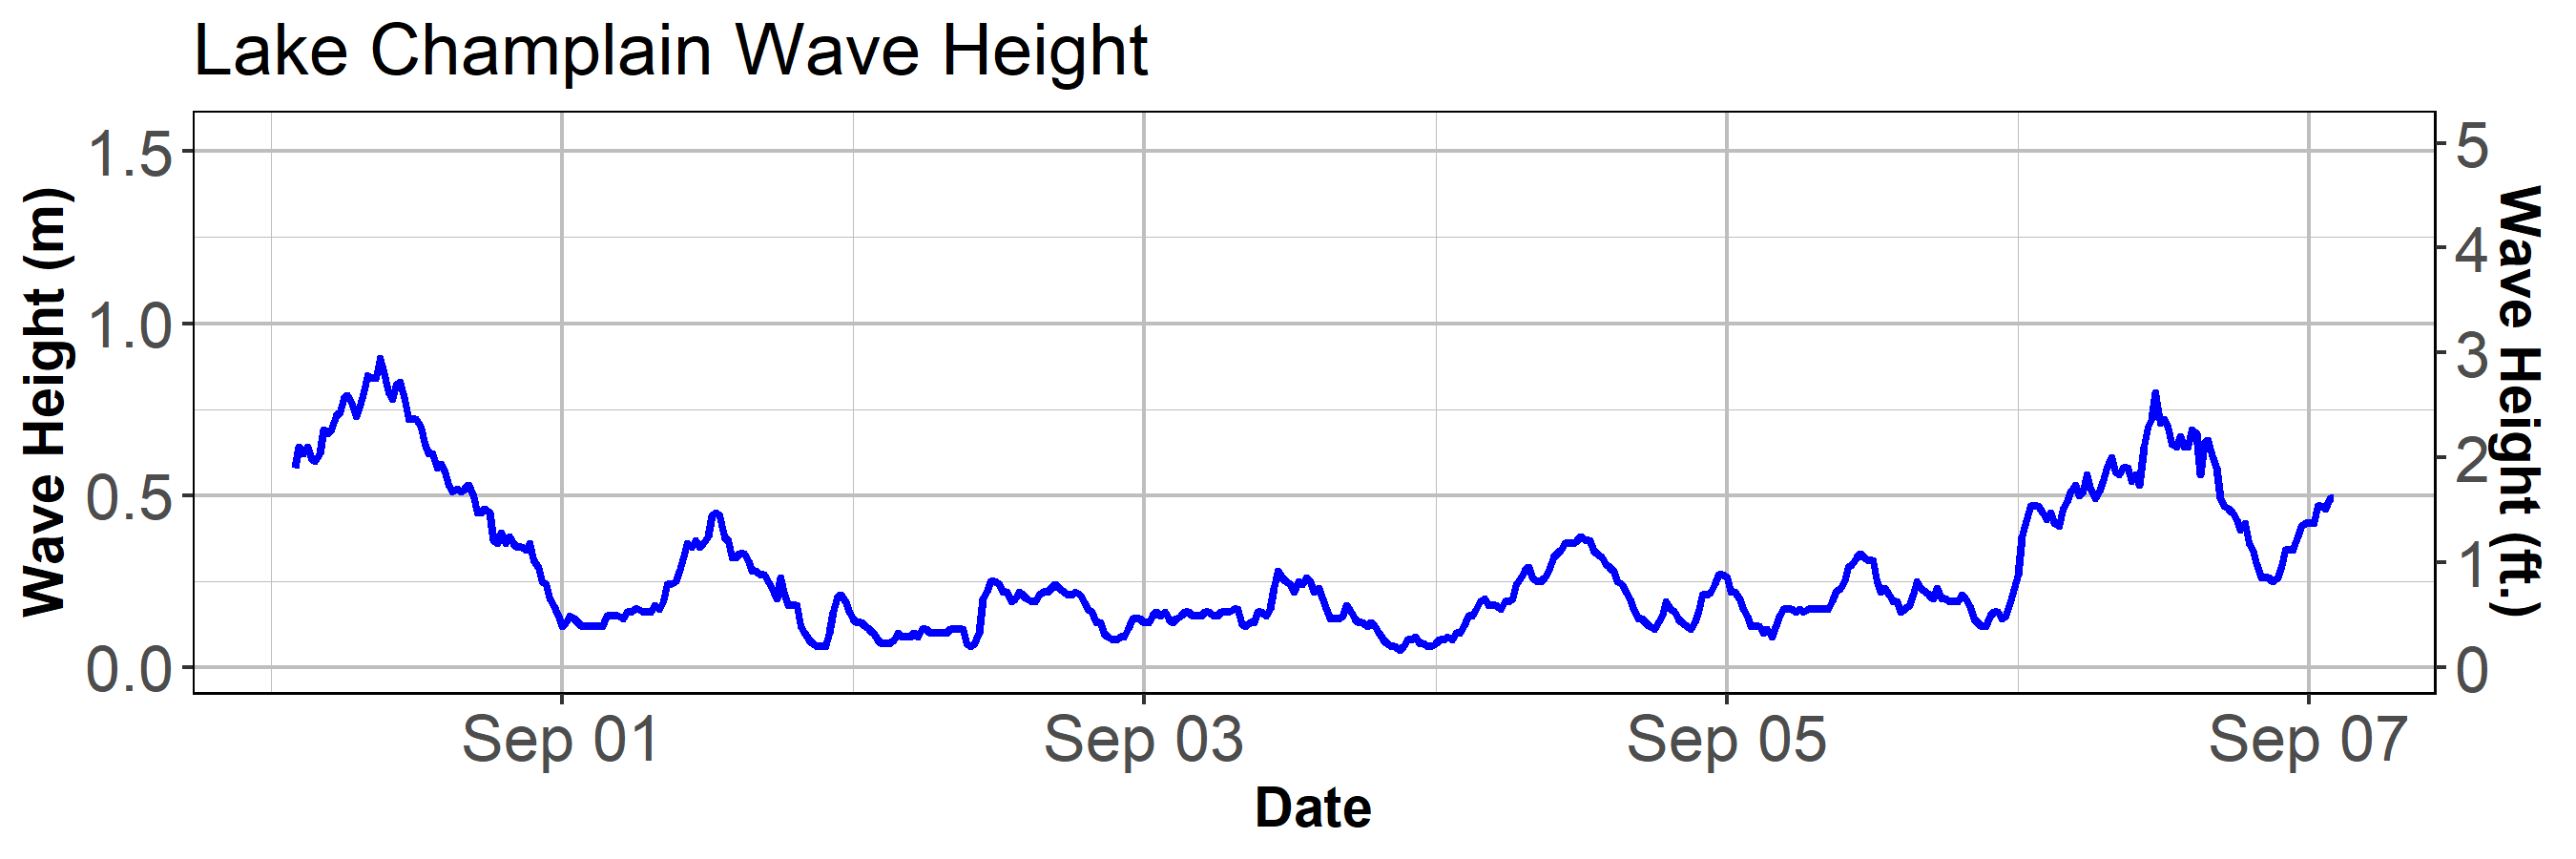 Lake Champlain Wave Height
Wave Height (m)
1.5
1.0
0.5
0.0
5
4
3
2
1
0
Wave Height (ft.)
Sep 01
Sep 03
Sep 05
Sep 07
Date